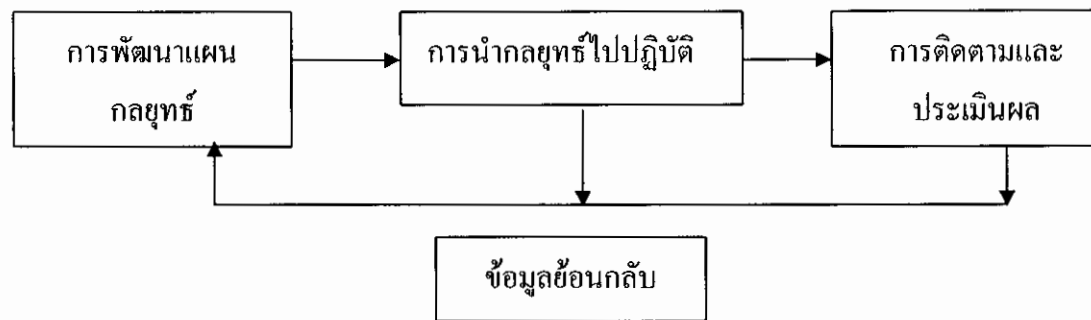 การพัฒนาแผน
กลยุทธ์
การนำกลยุทธ์ไปปฏิบัติ
การติดตามและ
ประเมินผล
ข้อมูลย้อนกลับ